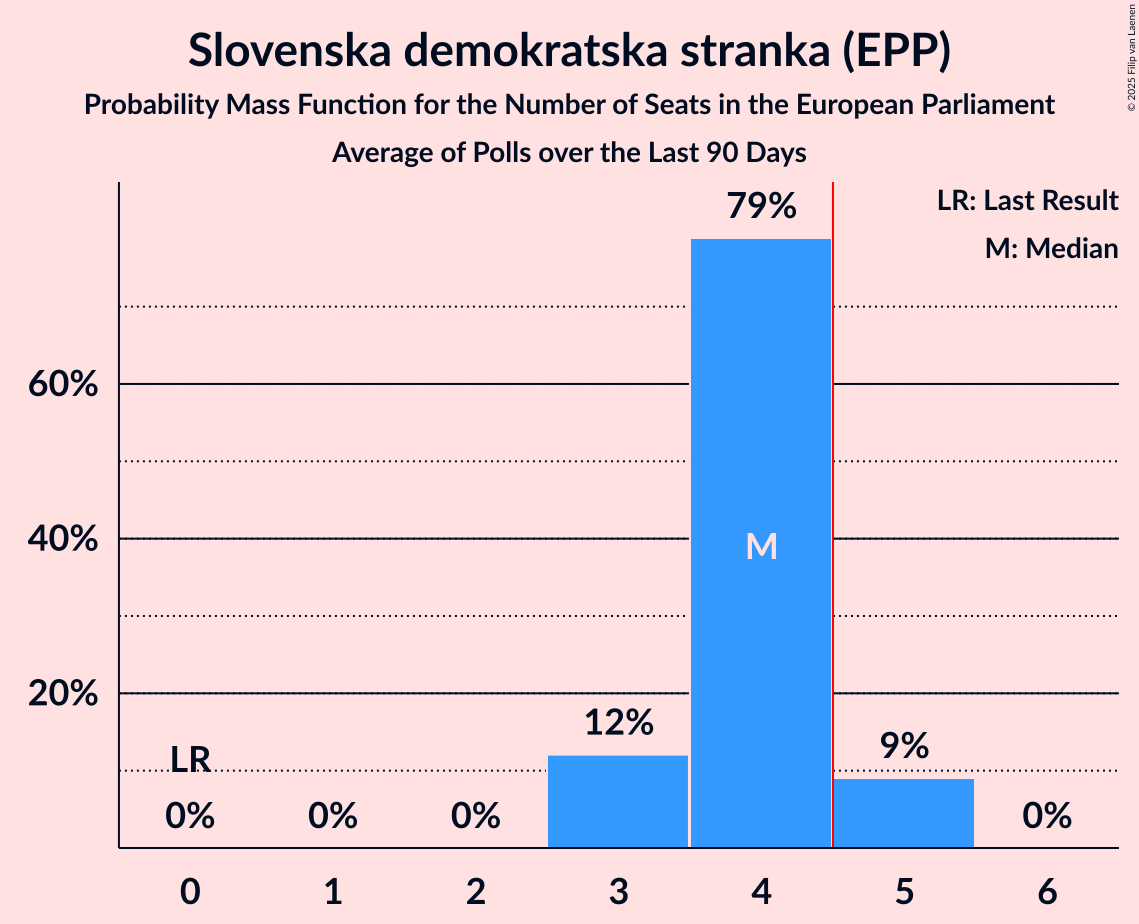 Slovenska demokratska stranka (EPP)
Probability Mass Function for the Number of Seats in the European Parliament
Average of Polls over the Last 90 Days
© 2025 Filip van Laenen
LR: Last Result
M: Median
79%
60%
40%
M
20%
12%
9%
LR
0%
0%
0%
0%
0 1 2 3 4 5 6